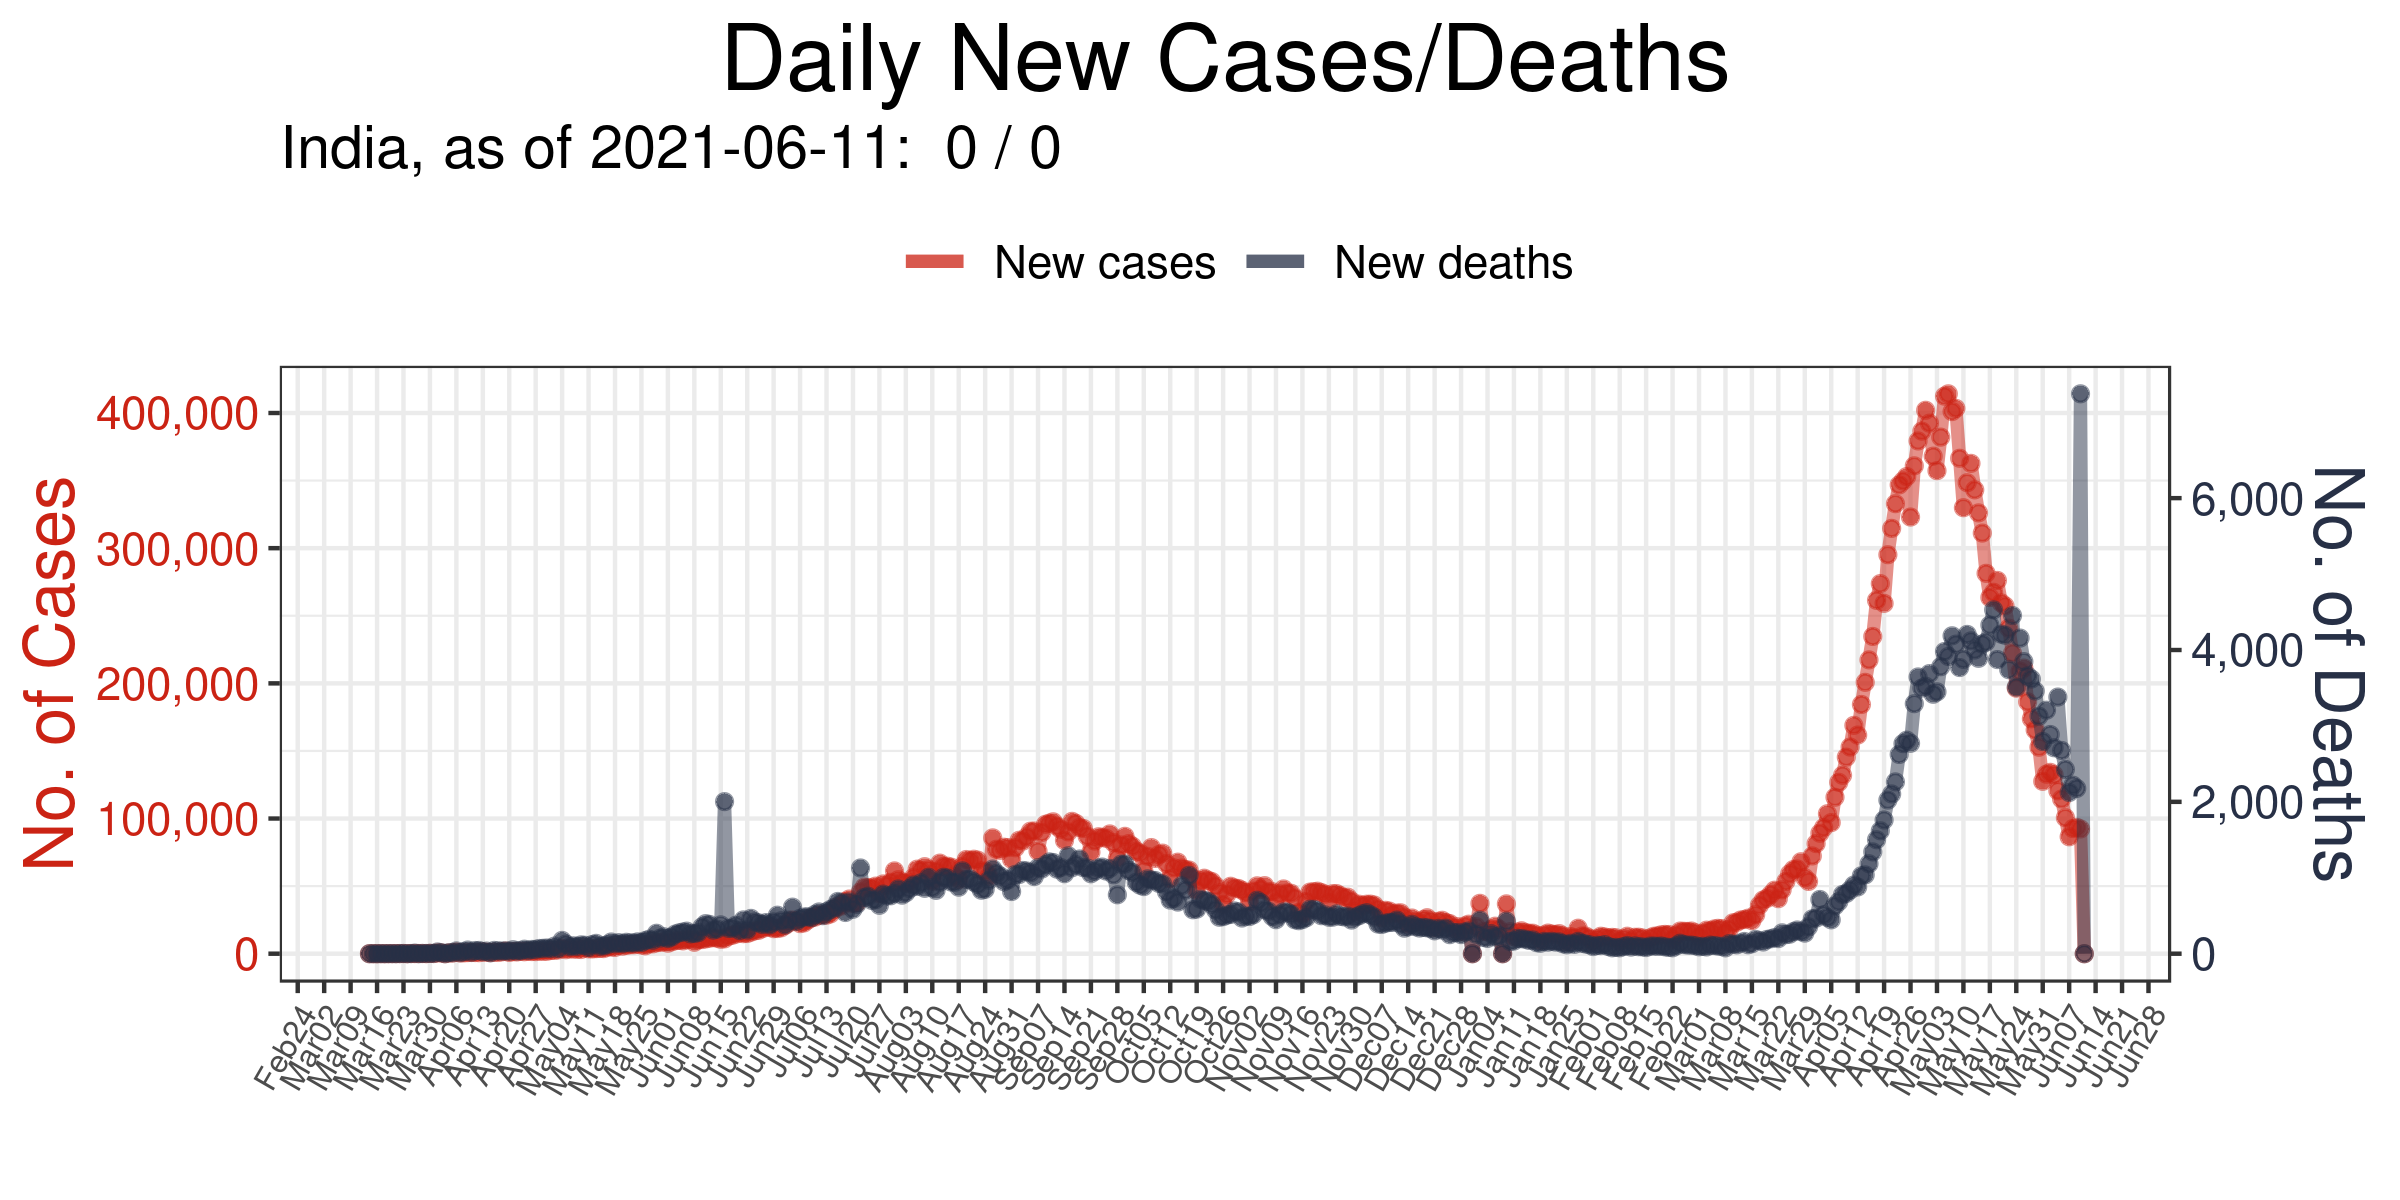 Daily New Cases/Deaths
India, as of 2021-06-11:  0 / 0
New cases
New deaths
No. of Cases
400,000
300,000
200,000
100,000
0
6,000
4,000
2,000
0
No. of Deaths
Feb24
Mar02
Mar09
Mar16
Mar23
Mar30
Apr06
Apr13
Apr20
Apr27
May04
May11
May18
May25
Jun01
Jun08
Jun15
Jun22
Jun29
Jul06
Jul13
Jul20
Jul27
Aug03
Aug10
Aug17
Aug24
Aug31
Sep07
Sep14
Sep21
Sep28
Oct05
Oct12
Oct19
Oct26
Nov02
Nov09
Nov16
Nov23
Nov30
Dec07
Dec14
Dec21
Dec28
Jan04
Jan11
Jan18
Jan25
Feb01
Feb08
Feb15
Feb22
Mar01
Mar08
Mar15
Mar22
Mar29
Apr05
Apr12
Apr19
Apr26
May03
May10
May17
May24
May31
Jun07
Jun14
Jun21
Jun28